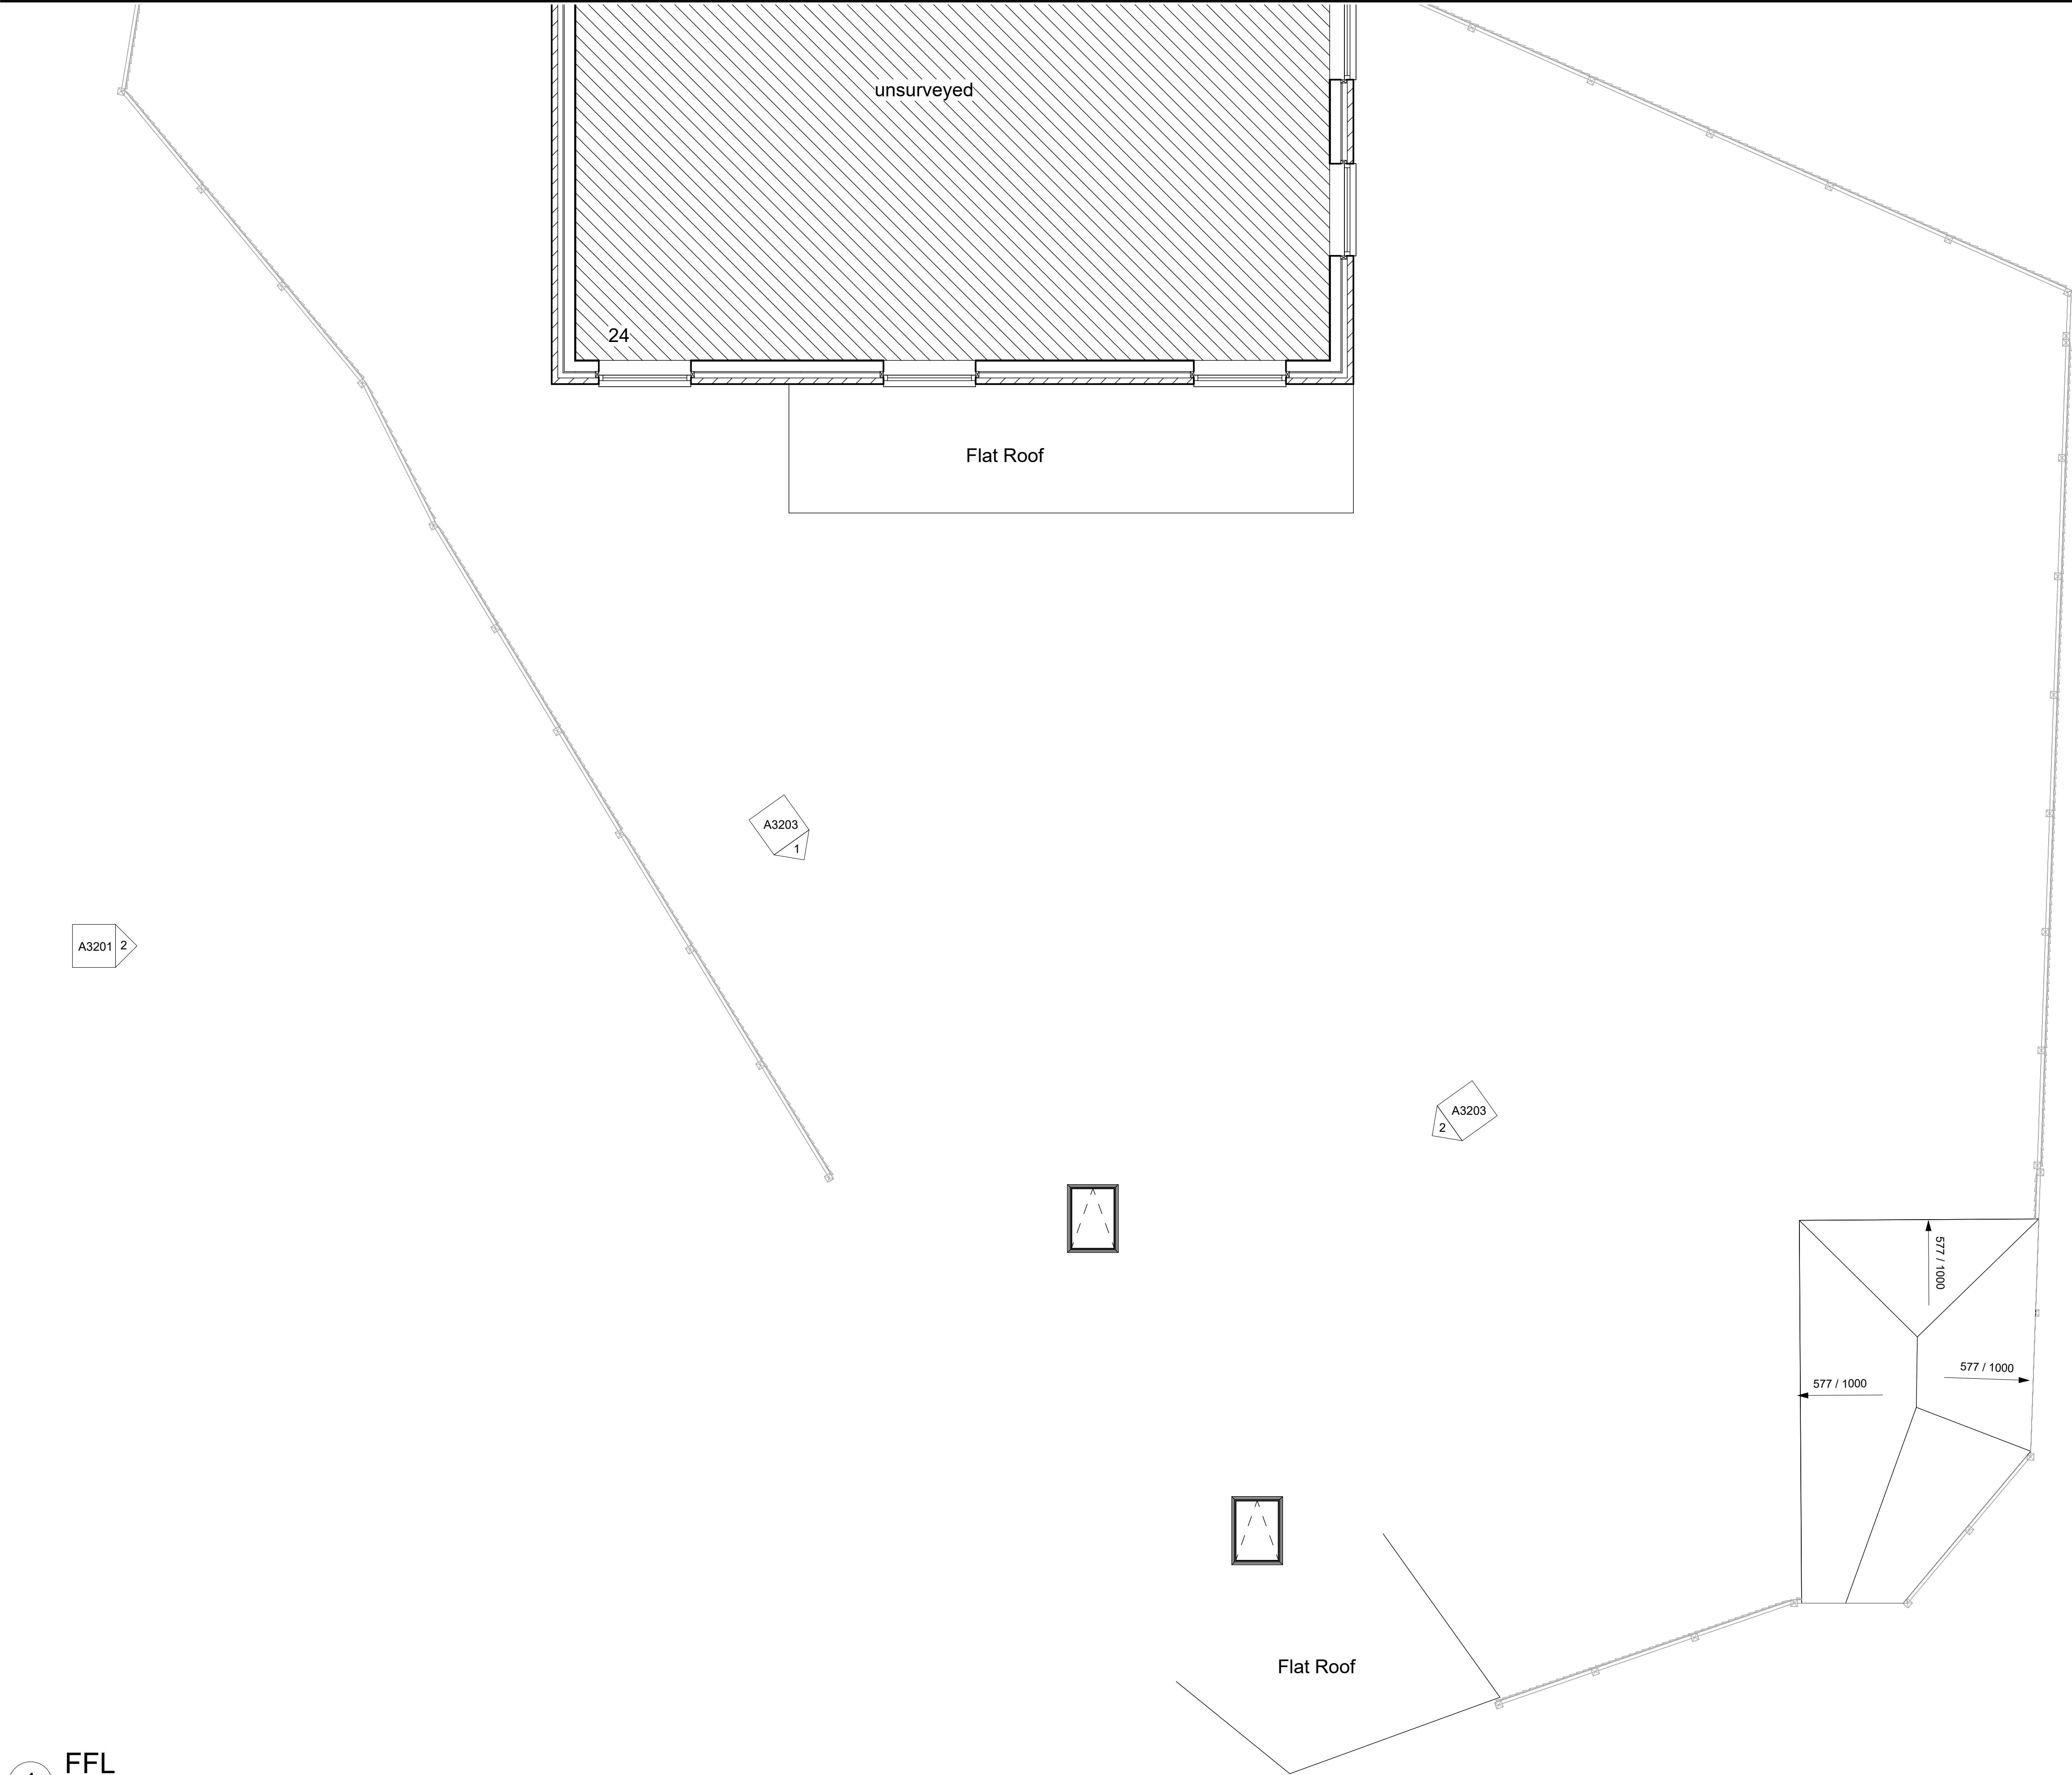 unsurveyed
24
Flat Roof
A3203
1
A3201
2
A3203
2
577 / 1000
577 / 1000
577 / 1000
Flat Roof
FFL